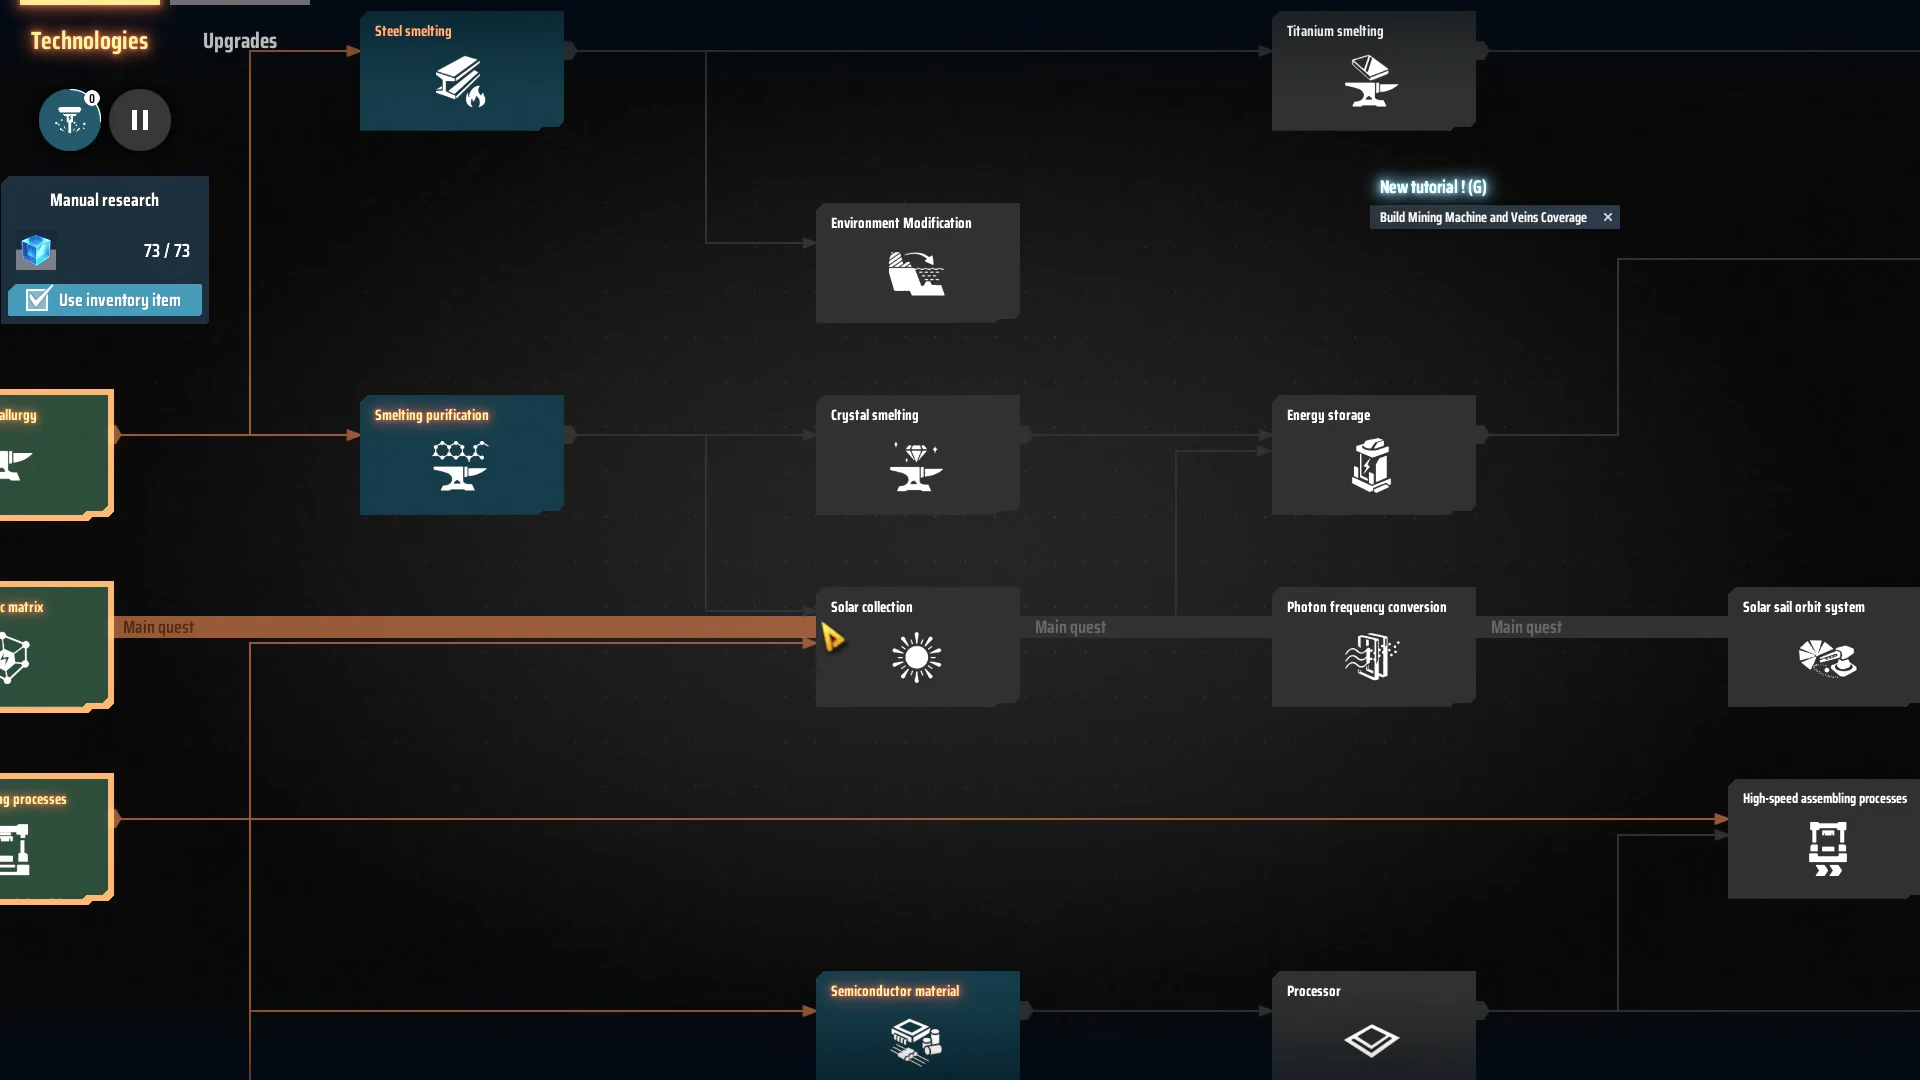 Technologies
Upgrades
Steel smelting
Titanium smelting
0
Manual research
73 / 73
Use inventory item
New tutorial ! (G)
Build Mining Machine and Veins Coverage
Environment Modification
allurgy
Smelting purification
Crystal smelting
Energy storage
c matrix
Main quest
Solar collection
Main quest
Photon frequency conversion
Main quest
Solar sail orbit system
ng processes
High-speed assembling processes
Semiconductor material
Processor